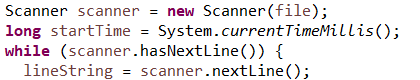 Scanner scanner = new Scanner(file);
long startTime = System.currentTimeMillis();
while (scanner.hasNextLine()) {
  lineString = scanner.nextLine();